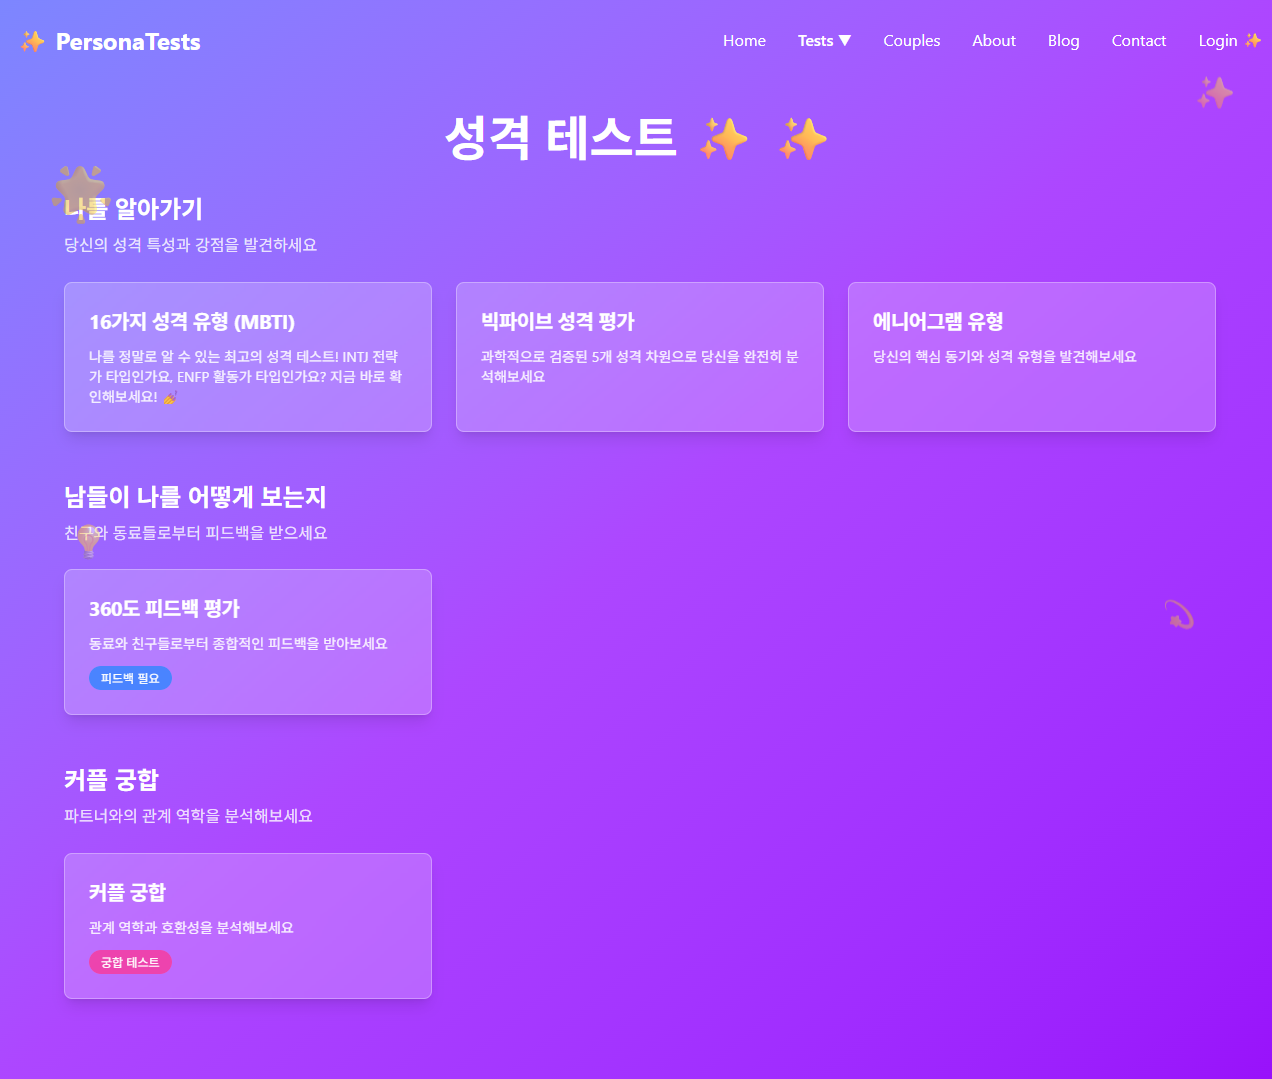 ✨ PersonaTests
Home Tests ▼ Couples About Blog Contact Login ✨
성격 테스트 ✨ ✨
나를 알아가기
당신의 성격 특성과 강점을 발견하세요
16가지 성격 유형 (MBTI)
나를 정말로 알 수 있는 최고의 성격 테스트! INTJ 전략
가 타입인가요, ENFP 활동가 타입인가요? 지금 바로 확
인해보세요! 🎉
빅파이브 성격 평가
과학적으로 검증된 5개 성격 차원으로 당신을 완전히 분
석해보세요
에니어그램 유형
당신의 핵심 동기와 성격 유형을 발견해보세요
남들이 나를 어떻게 보는지
친구와 동료들로부터 피드백을 받으세요
360도 피드백 평가
동료와 친구들로부터 종합적인 피드백을 받아보세요
피드백 필요
커플 궁합
파트너와의 관계 역학을 분석해보세요
커플 궁합
관계 역학과 호환성을 분석해보세요
궁합 테스트